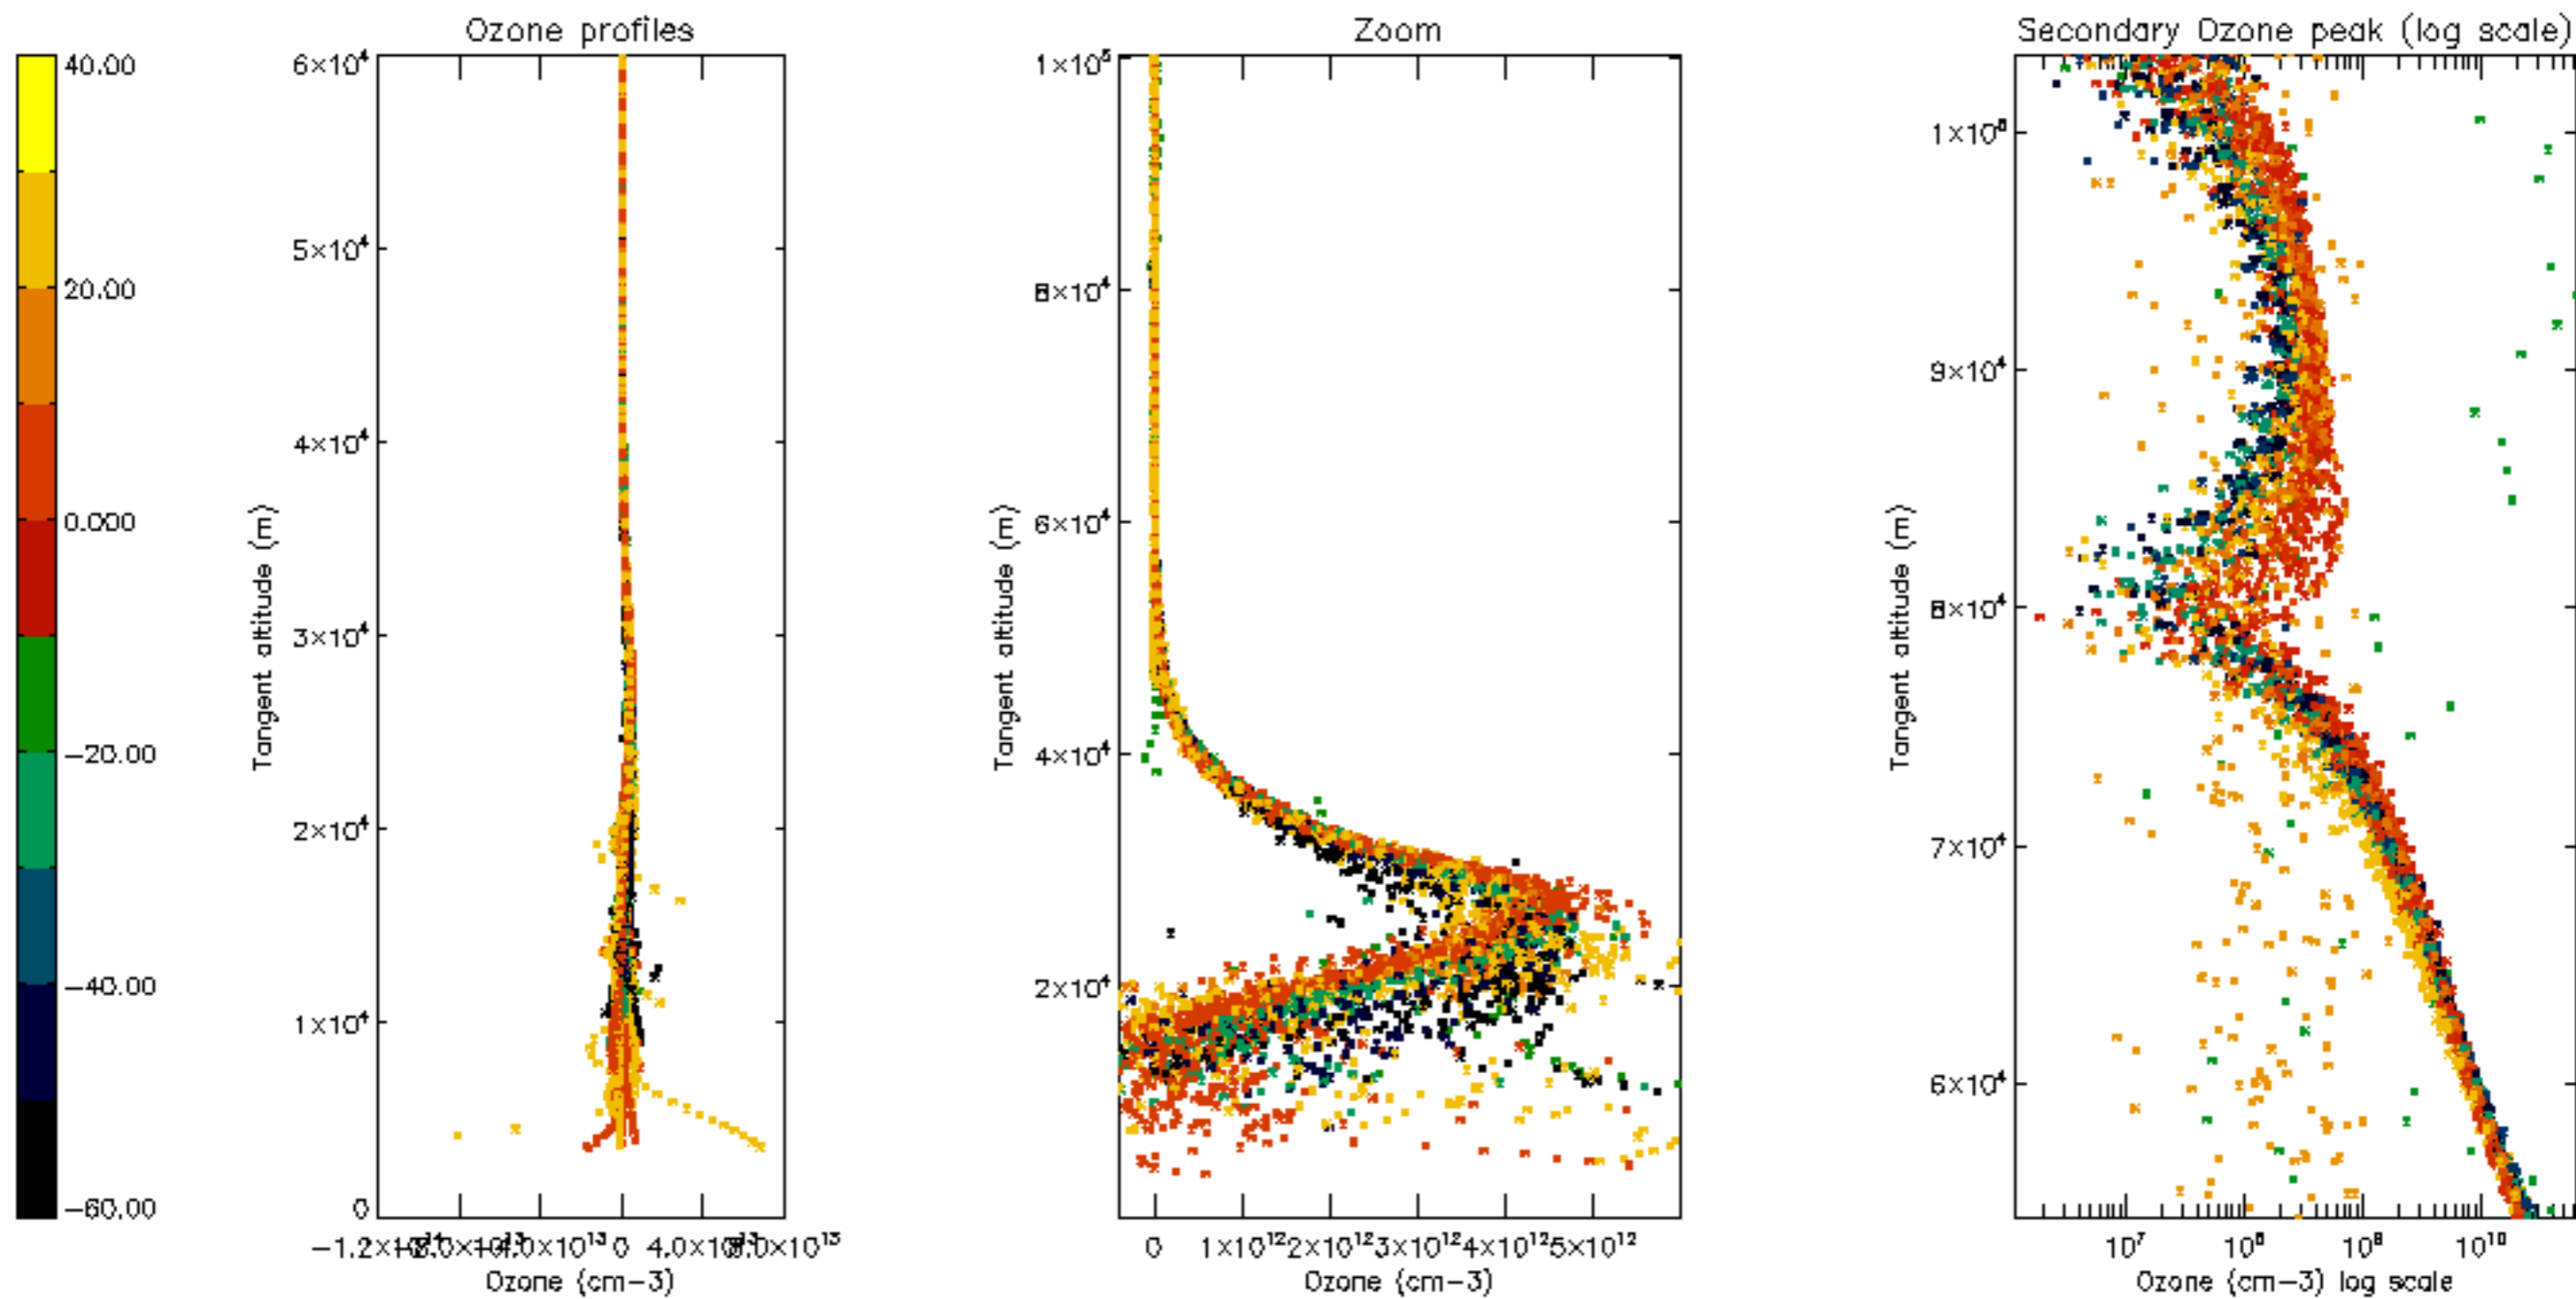 Ozone profiles
Zoom
Secondary Ozone peak (log scale)
40.00
20.00
0.000
−20.00
−40.00
−60.00
6×10⁴
5×10⁴
4×10⁴
3×10⁴
2×10⁴
1×10⁴
0
Tangent altitude (m)
0 4.0×10¹³
Ozone (cm−3)
1×10⁵
8×10⁴
6×10⁴
4×10⁴
2×10⁴
Tangent altitude (m)
0 1×10¹² 2×10¹² 3×10¹² 4×10¹² 5×10¹²
Ozone (cm−3)
1×10⁵
9×10⁴
8×10⁴
7×10⁴
6×10⁴
Tangent altitude (m)
10⁷ 10⁸ 10⁹ 10¹⁰
Ozone (cm−3) log scale